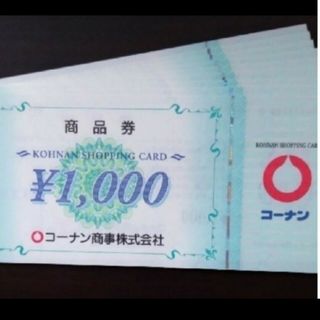 商品券
KOHNAN SHOPPING CARD
¥1,000
コーナン商事株式会社
KOHNAN SHOPPING CAR
コーナン